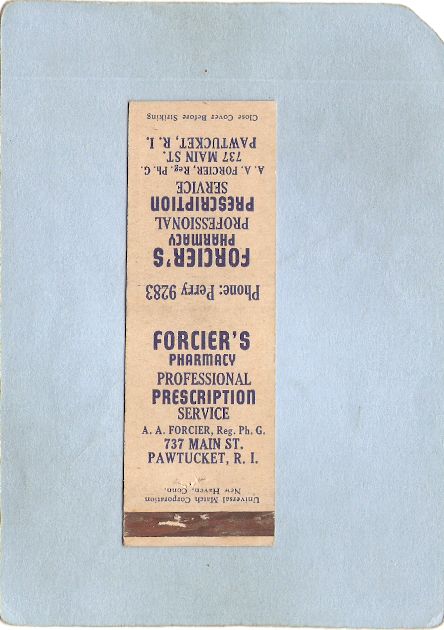 Close Cover Before Striking
FORCIER'S
PHARMACY
PROFESSIONAL
PRESCRIPTION
SERVICE
A. A. FORCIER, Reg. Ph. G.
737 MAIN ST.
PAWTUCKET, R. I.
Phone: Perry 9283
FORCIER'S
PHARMACY
PROFESSIONAL
PRESCRIPTION
SERVICE
A. A. FORCIER, Reg. Ph. G.
737 MAIN ST.
PAWTUCKET, R. I.
Universal Match Corporation
New Haven, Conn.